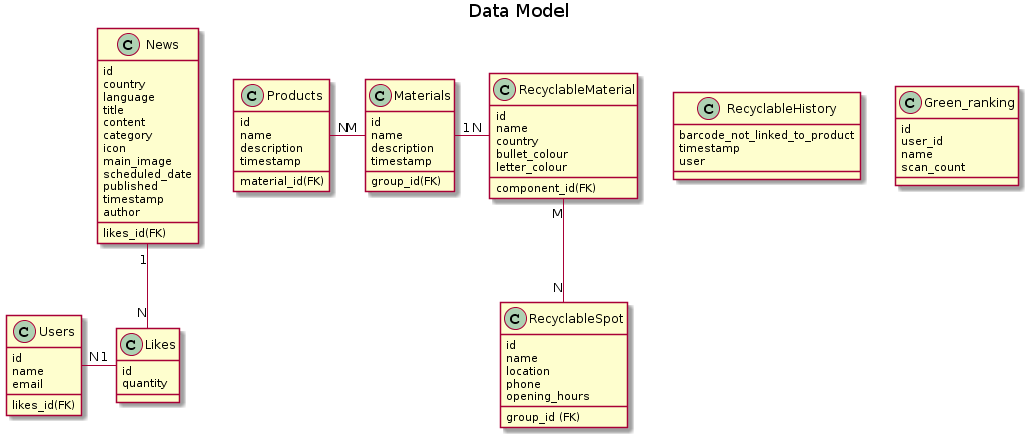 Data Model
C News
id
country
language
title
content
category
icon
main_image
scheduled_date
published
timestamp
author
likes_id(FK)
C Products
id
name
description
timestamp
material_id(FK)
N M
C Materials
id
name
description
timestamp
group_id(FK)
1 N
C RecyclableMaterial
id
name
country
bullet_colour
letter_colour
component_id(FK)
C RecyclableHistory
barcode_not_linked_to_product
timestamp
user
C Green_ranking
id
user_id
name
scan_count
1
N
M
N
C Users
id
name
email
likes_id(FK)
N 1
C Likes
id
quantity
C RecyclableSpot
id
name
location
phone
opening_hours
group_id (FK)